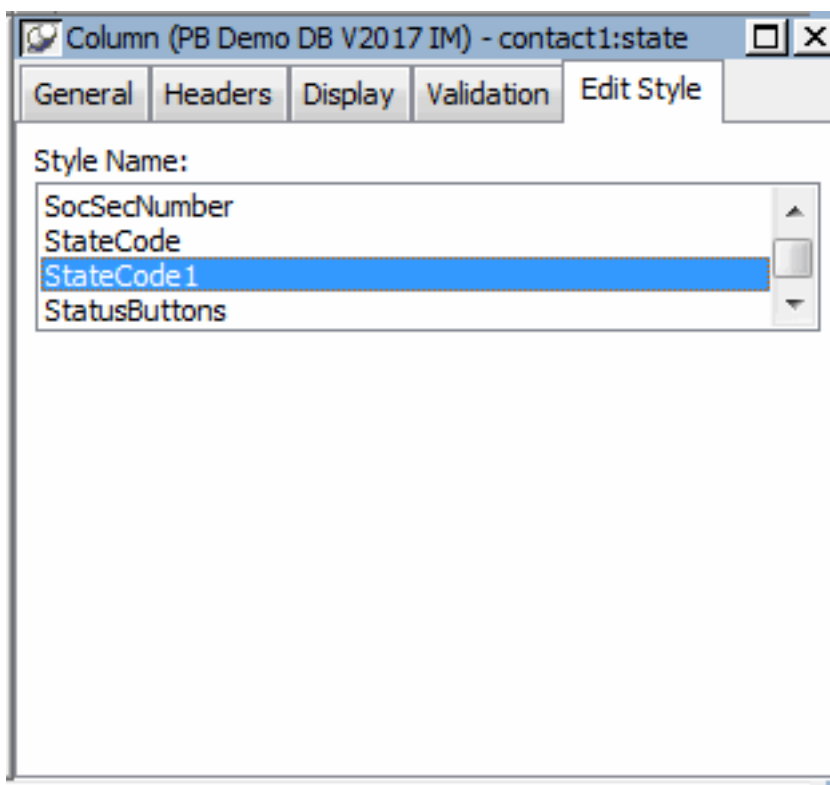 Column (PB Demo DB V2017 IM) - contact1:state
General Headers Display Validation Edit Style
Style Name:
SocSecNumber
StateCode
StateCode1
StatusButtons